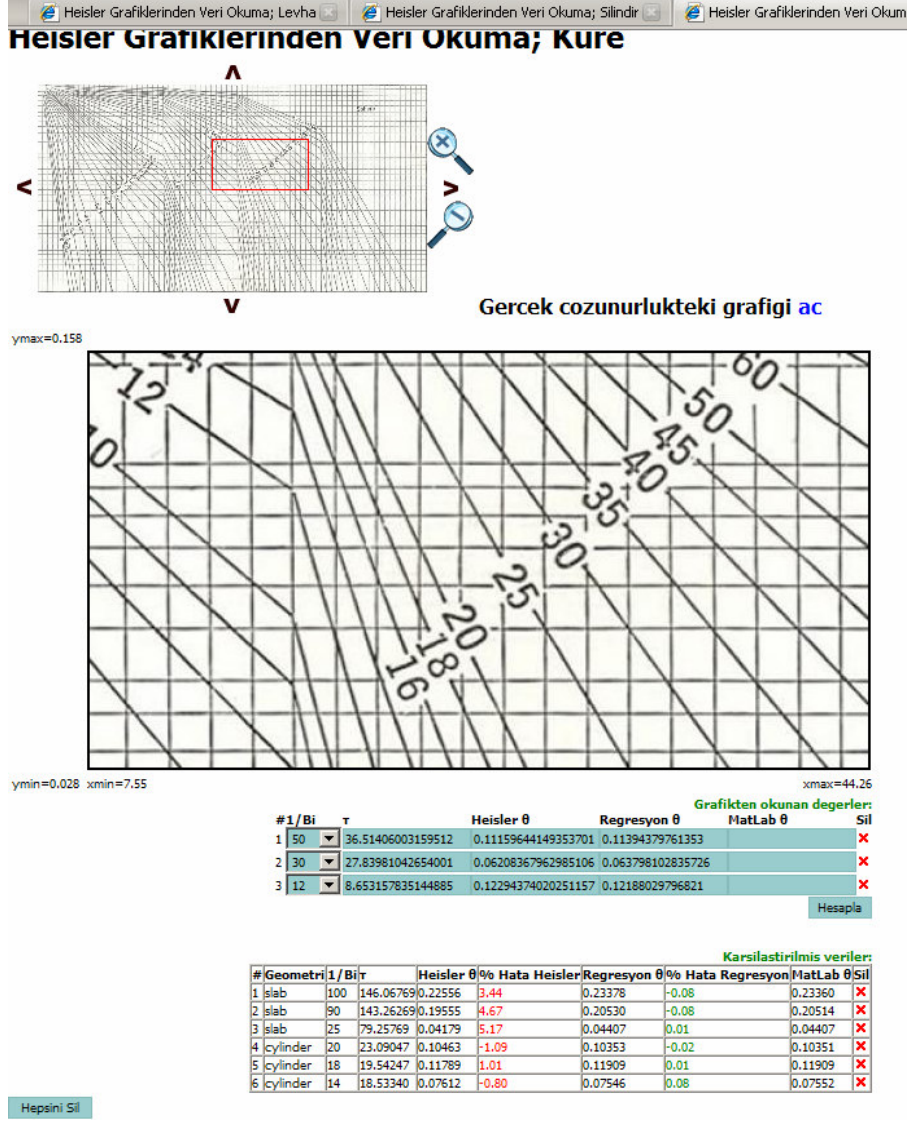 Heisler Grafiklerinden Veri Okuma; Levha Heisler Grafiklerinden Veri Okuma; Silindir Heisler Grafiklerinden Veri Okum
Heisler Grafiklerinden Veri Okuma; Kure
Λ
< >
V
Gercek cozunurlukteki grafigi ac
ymax=0.158
14 60
12 50
10 45
40
35
30
25
20
18
16
ymin=0.028 xmin=7.55 xmax=44.26
Grafikten okunan degerler:
# 1/Bi τ Heisler θ Regresyon θ MatLab θ Sil
1 50 36.51406003159512 0.11159644149353701 0.11394379761353
2 30 27.83981042654001 0.06208367962985106 0.063798102835726
3 12 8.653157835144885 0.12294374020251157 0.12188029796821
Hesapla
Karsilastirilmis veriler:
# Geometri 1/Bi τ Heisler θ % Hata Heisler Regresyon θ % Hata Regresyon MatLab θ Sil
1 slab 100 146.06769 0.22556 3.44 0.23378 -0.08 0.23360
2 slab 90 143.26269 0.19555 4.67 0.20530 -0.08 0.20514
3 slab 25 79.25769 0.04179 5.17 0.04407 0.01 0.04407
4 cylinder 20 23.09047 0.10463 -1.09 0.10353 -0.02 0.10351
5 cylinder 18 19.54247 0.11789 1.01 0.11909 0.01 0.11909
6 cylinder 14 18.53340 0.07612 -0.80 0.07546 0.08 0.07552
Hepsini Sil